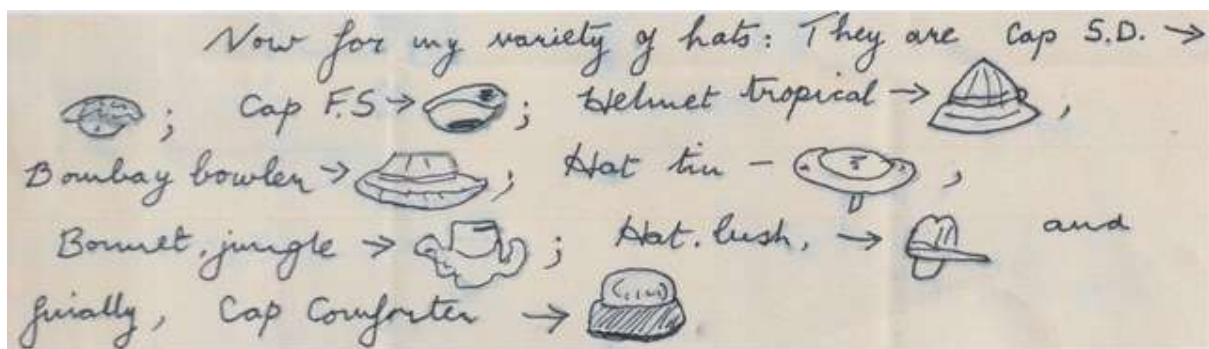 Now for my variety of hats: They are Cap S.D. →
; Cap F.S → ; Helmet tropical → ,
Bombay bowler → ; Hat tin - ,
Bonnet, jungle → ; Hat, bush, → and
finally, Cap Comforter →